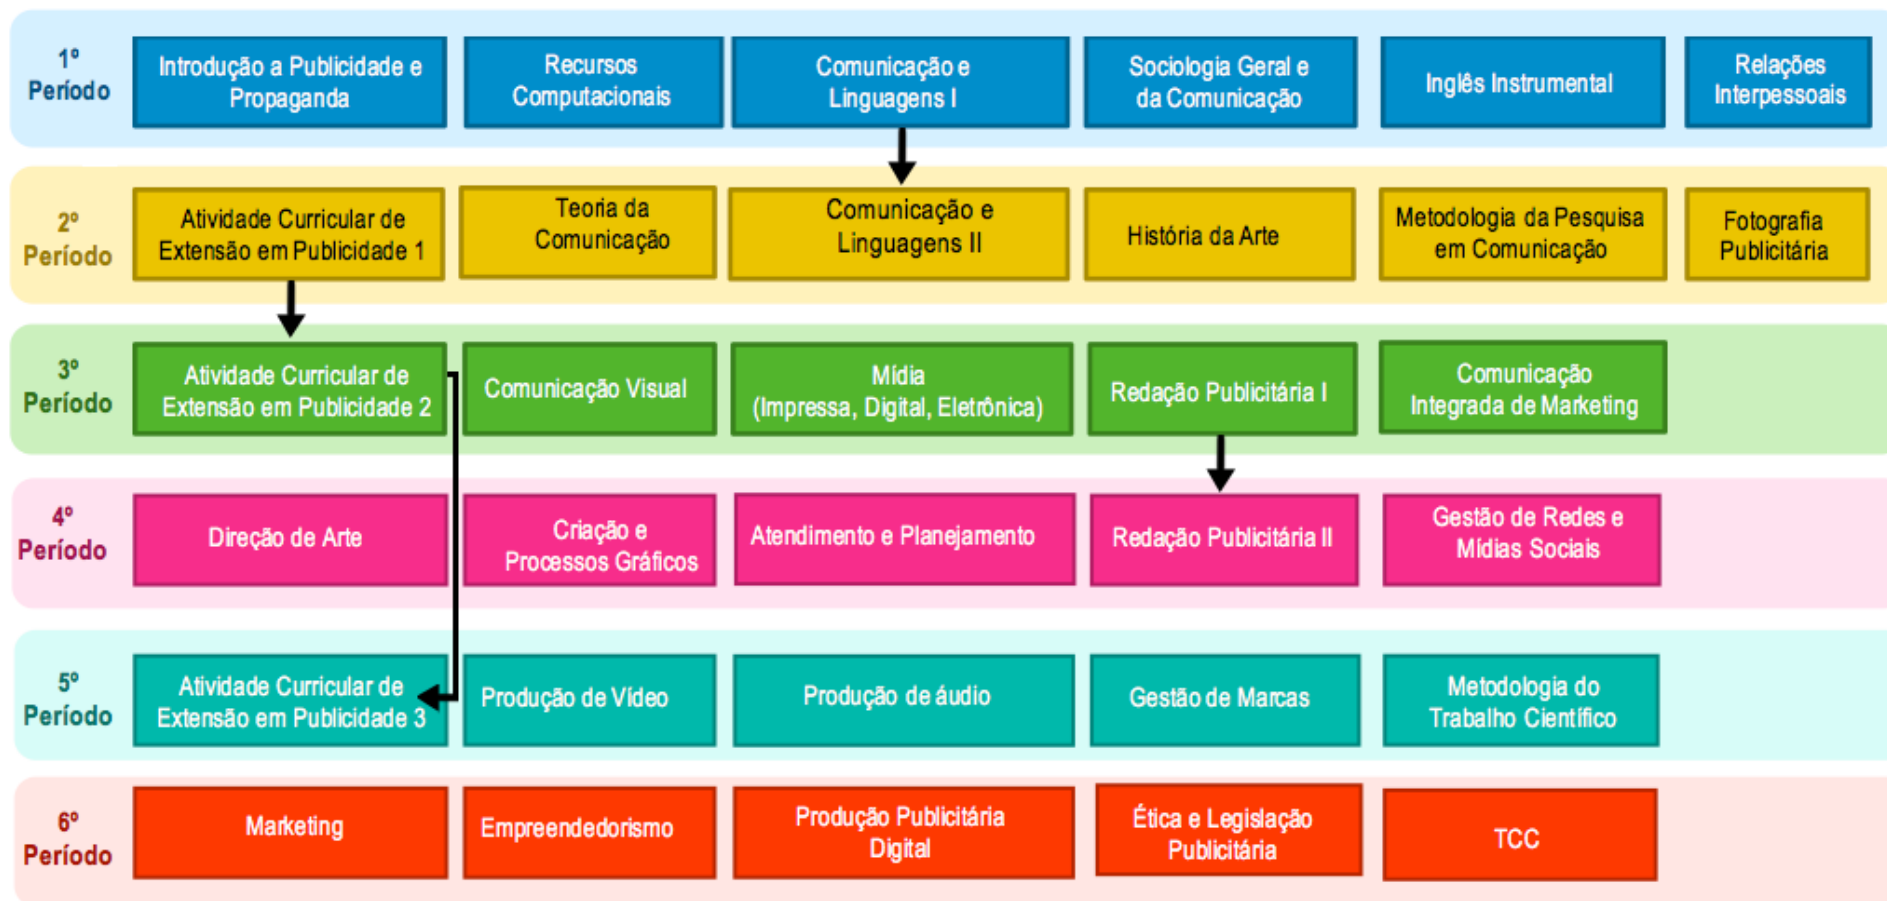 1º
Período
Introdução a Publicidade e
Propaganda
Recursos
Computacionais
Comunicação e
Linguagens I
Sociologia Geral e
da Comunicação
Inglês Instrumental
Relações
Interpessoais
2º
Período
Atividade Curricular de
Extensão em Publicidade 1
Teoria da
Comunicação
Comunicação e
Linguagens II
História da Arte
Metodologia da Pesquisa
em Comunicação
Fotografia
Publicitária
3º
Período
Atividade Curricular de
Extensão em Publicidade 2
Comunicação Visual
Mídia
(Impressa, Digital, Eletrônica)
Redação Publicitária I
Comunicação
Integrada de Marketing
4º
Período
Direção de Arte
Criação e
Processos Gráficos
Atendimento e Planejamento
Redação Publicitária II
Gestão de Redes e
Mídias Sociais
5º
Período
Atividade Curricular de
Extensão em Publicidade 3
Produção de Vídeo
Produção de áudio
Gestão de Marcas
Metodologia do
Trabalho Científico
6º
Período
Marketing
Empreendedorismo
Produção Publicitária
Digital
Ética e Legislação
Publicitária
TCC